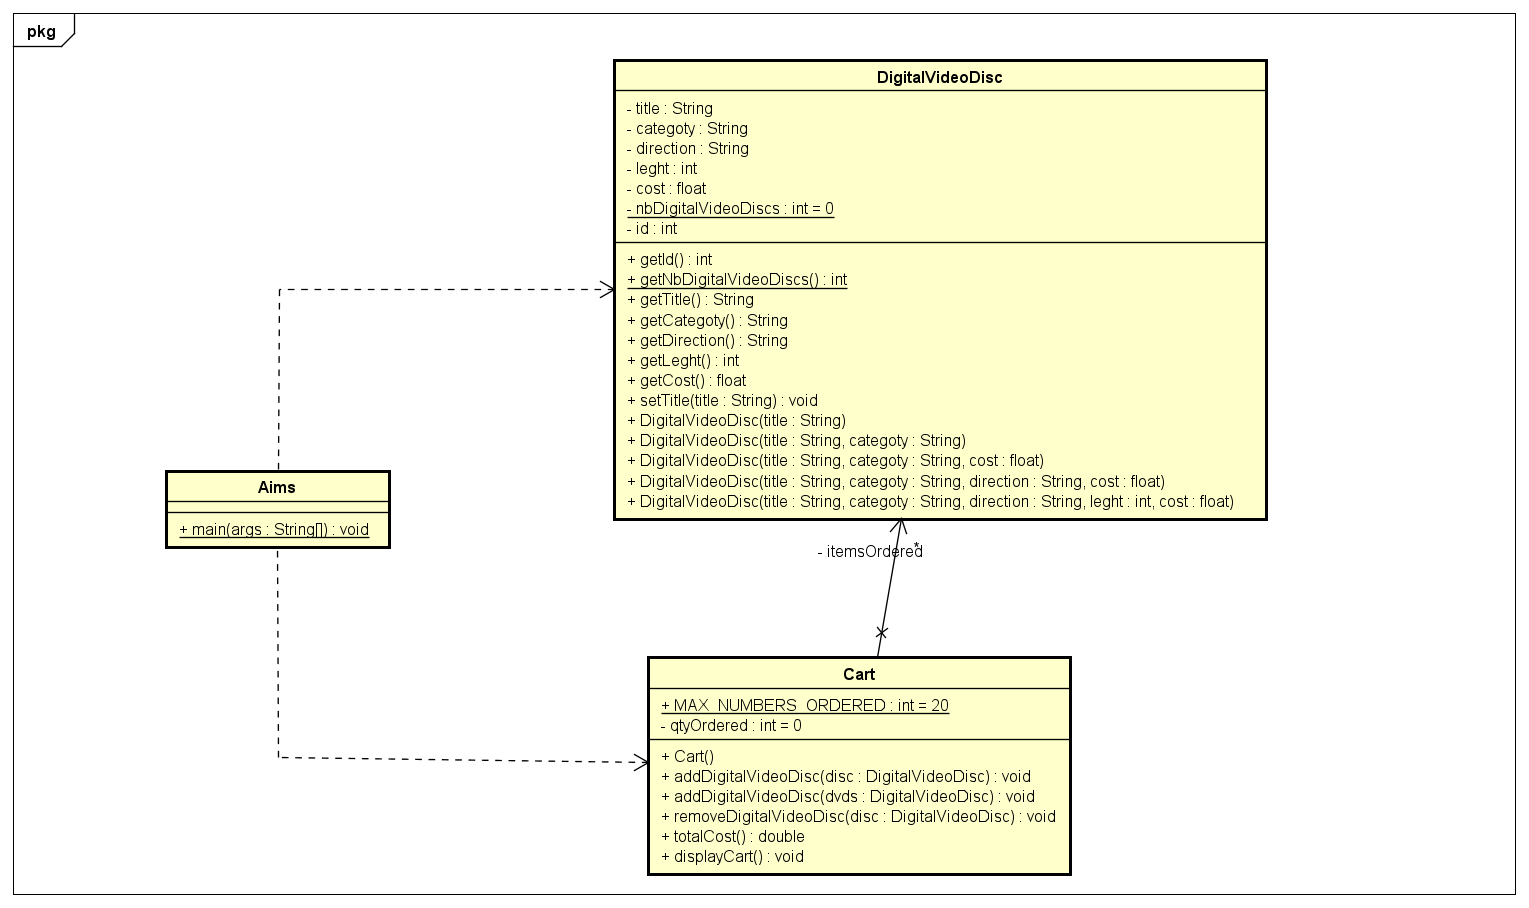 pkg
DigitalVideoDisc
- title : String
- categoty : String
- direction : String
- leght : int
- cost : float
- nbDigitalVideoDiscs : int = 0
- id : int
+ getId() : int
+ getNbDigitalVideoDiscs() : int
+ getTitle() : String
+ getCategoty() : String
+ getDirection() : String
+ getLeght() : int
+ getCost() : float
+ setTitle(title : String) : void
+ DigitalVideoDisc(title : String)
+ DigitalVideoDisc(title : String, categoty : String)
+ DigitalVideoDisc(title : String, categoty : String, cost : float)
+ DigitalVideoDisc(title : String, categoty : String, direction : String, cost : float)
+ DigitalVideoDisc(title : String, categoty : String, direction : String, leght : int, cost : float)
Aims
+ main(args : String[]) : void
- itemsOrdered
*
Cart
+ MAX_NUMBERS_ORDERED : int = 20
- qtyOrdered : int = 0
+ Cart()
+ addDigitalVideoDisc(disc : DigitalVideoDisc) : void
+ addDigitalVideoDisc(dvds : DigitalVideoDisc) : void
+ removeDigitalVideoDisc(disc : DigitalVideoDisc) : void
+ totalCost() : double
+ displayCart() : void